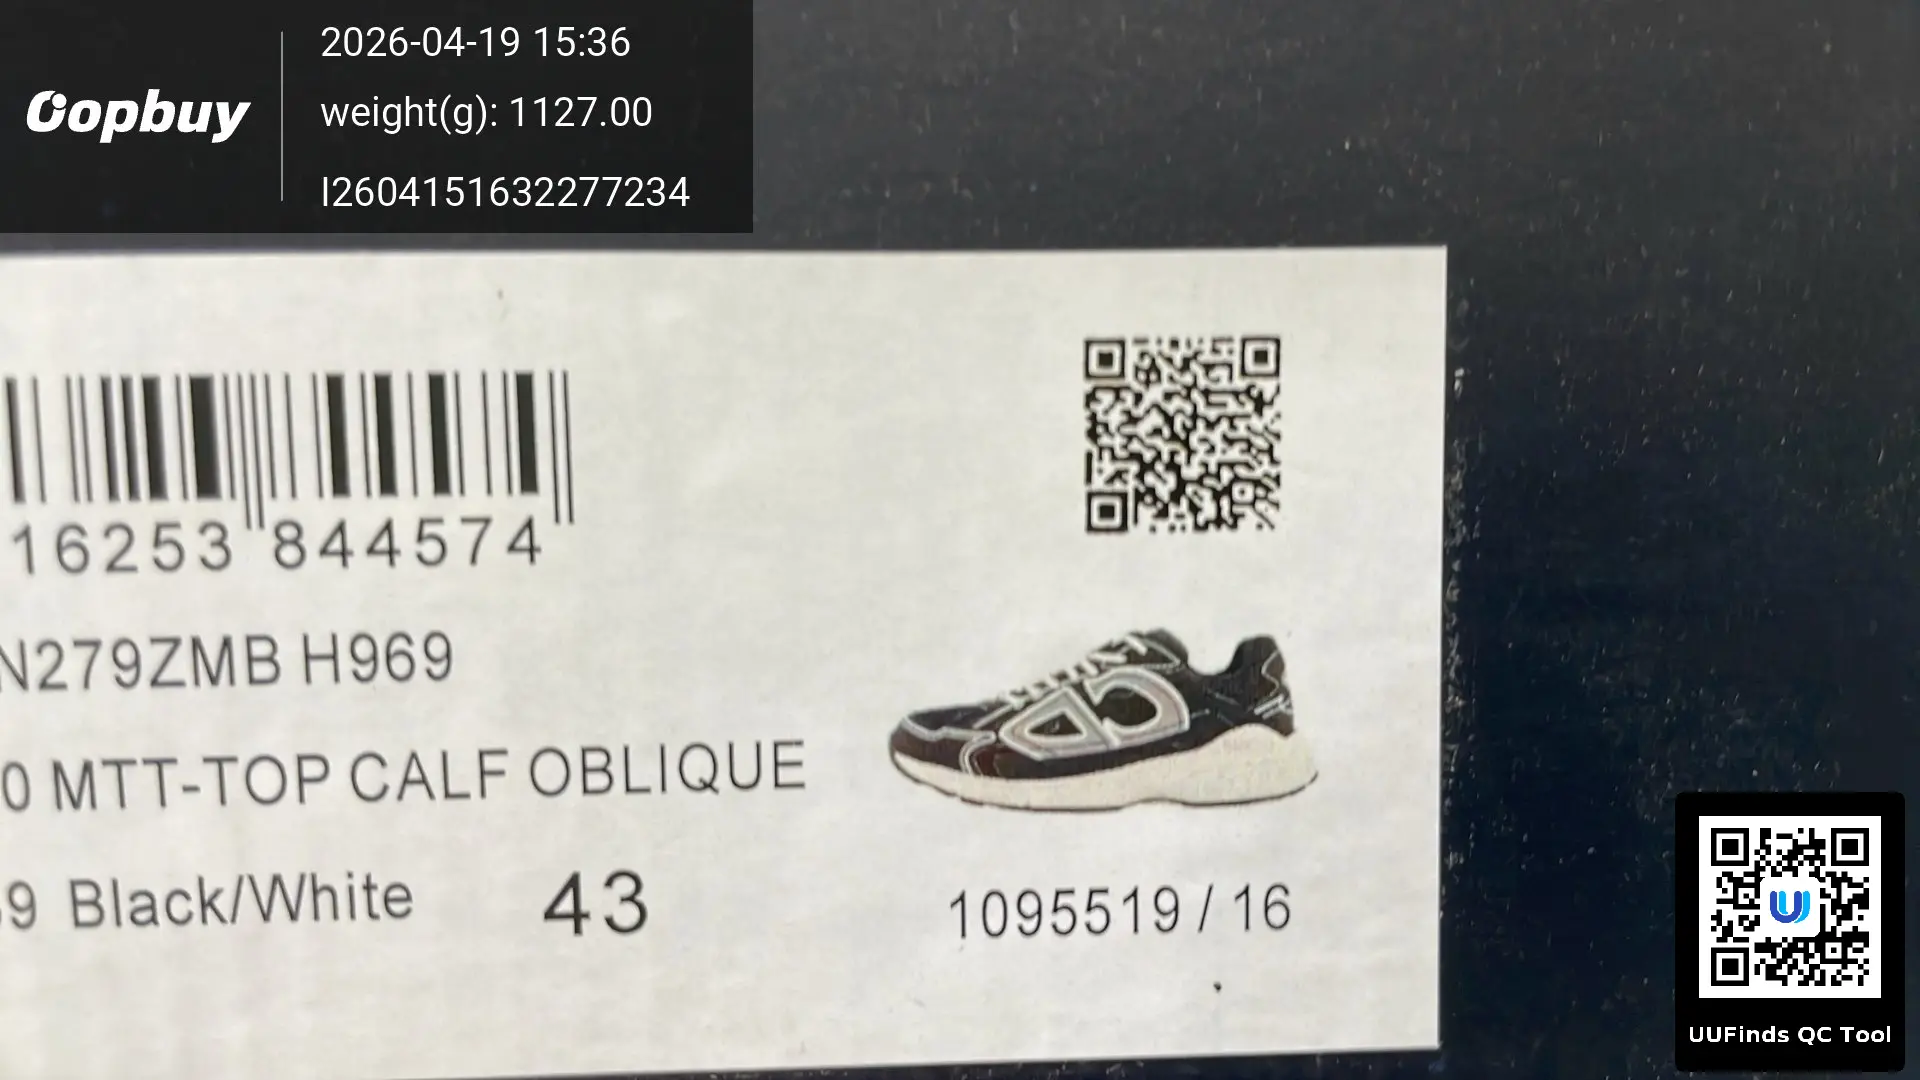 Oopbuy
2026-04-19 15:36
weight(g): 1127.00
I2604151632277234
16253 844574
N279ZMB H969
0 MTT-TOP CALF OBLIQUE
9 Black/White 43
1095519 / 16
UUFinds QC Tool